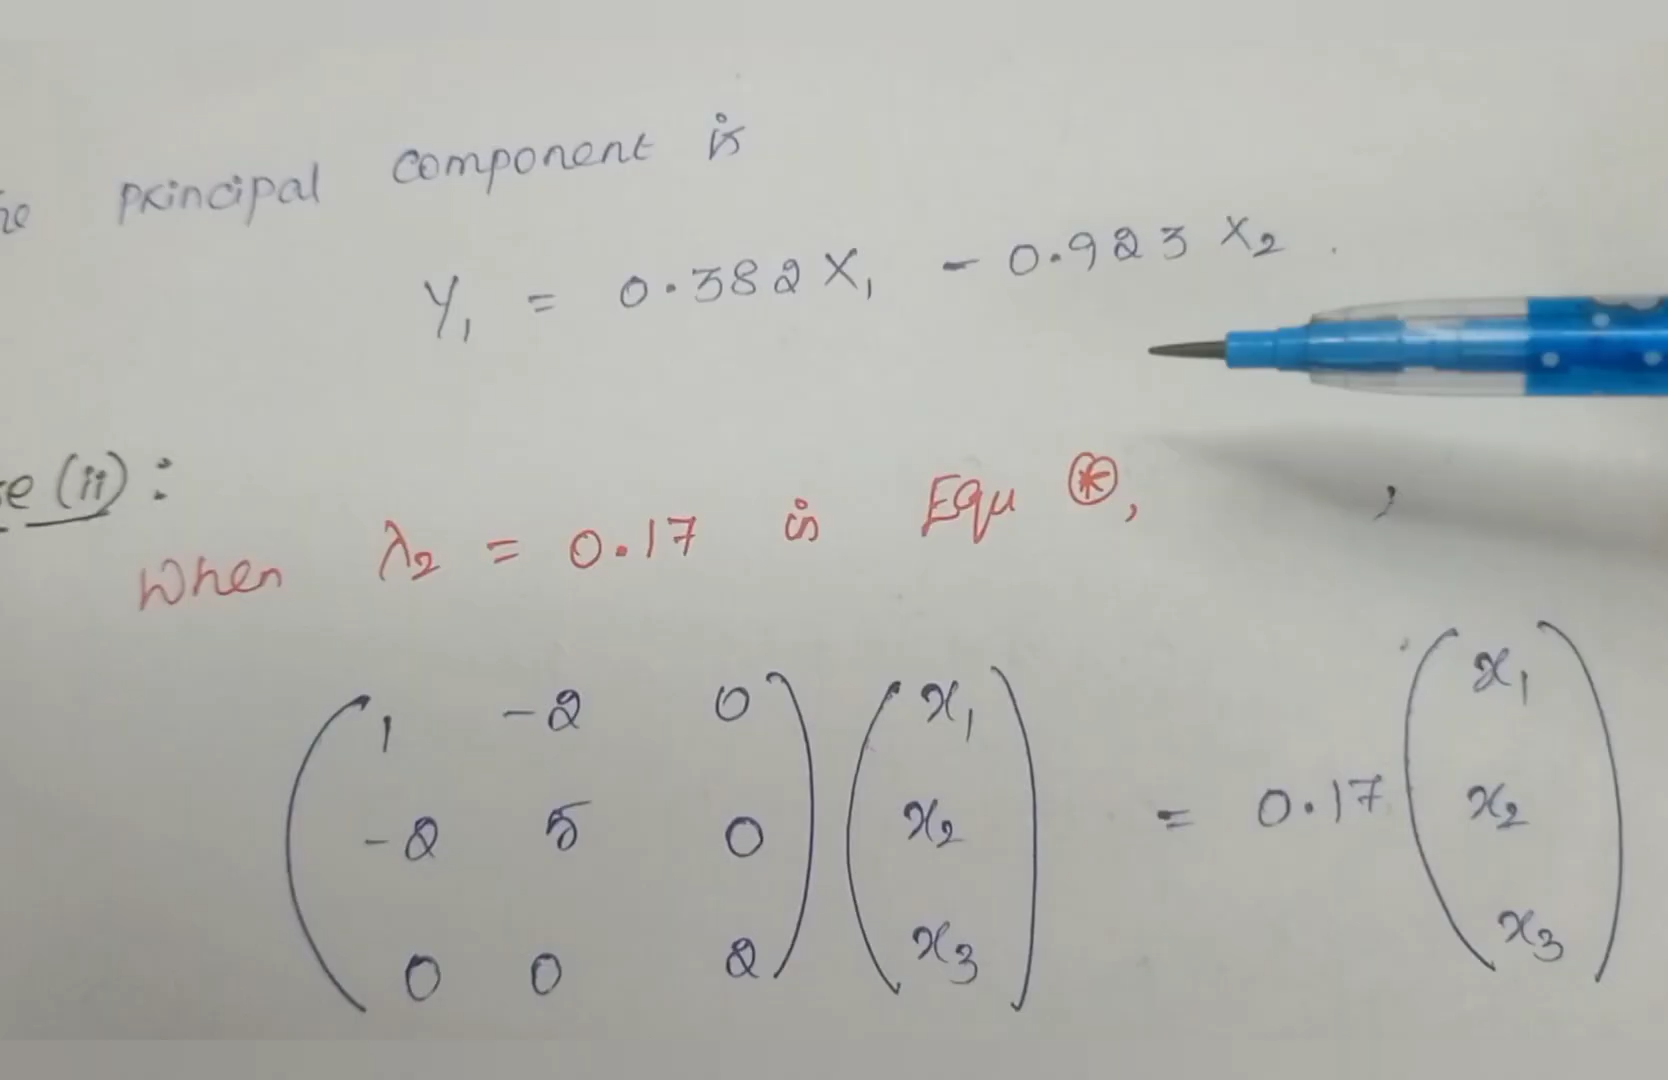 principal component is
Y₁ = 0.382 X₁ - 0.923 X₂ .
e (ii) :
When λ₂ = 0.17 is Equ ⊛,
( 1 -2 0 ) ( x₁ ) ( x₁ )
( -2 5 0 ) ( x₂ ) = 0.17 ( x₂ )
( 0 0 2 ) ( x₃ ) ( x₃ )